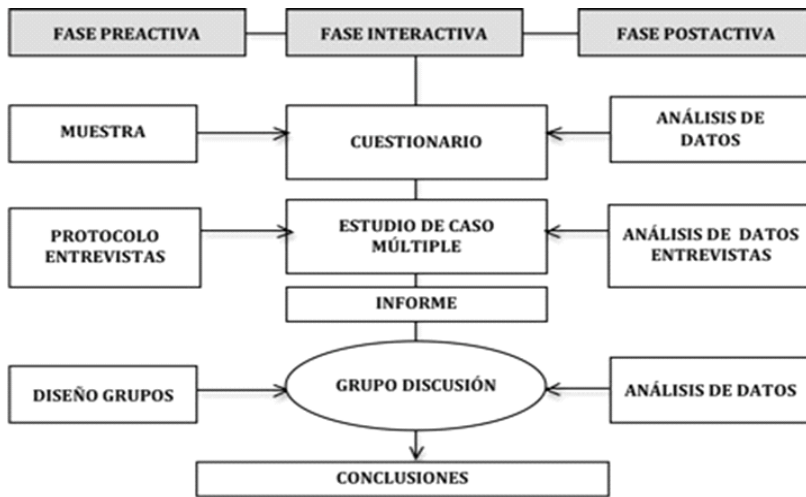 FASE PREACTIVA
FASE INTERACTIVA
FASE POSTACTIVA
MUESTRA
CUESTIONARIO
ANÁLISIS DE
DATOS
PROTOCOLO
ENTREVISTAS
ESTUDIO DE CASO
MÚLTIPLE
ANÁLISIS DE DATOS
ENTREVISTAS
INFORME
DISEÑO GRUPOS
GRUPO DISCUSIÓN
ANÁLISIS DE DATOS
CONCLUSIONES